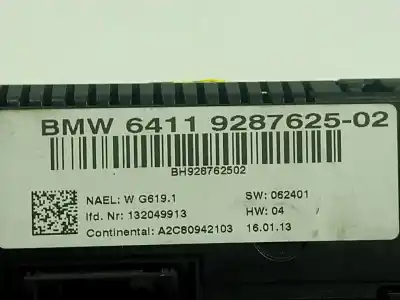 BMW 6411 9287625-02
BH928762502
NAEL: W G619.1 SW: 062401
lfd. Nr: 132049913 HW: 04
Continental: A2C80942103 16.01.13